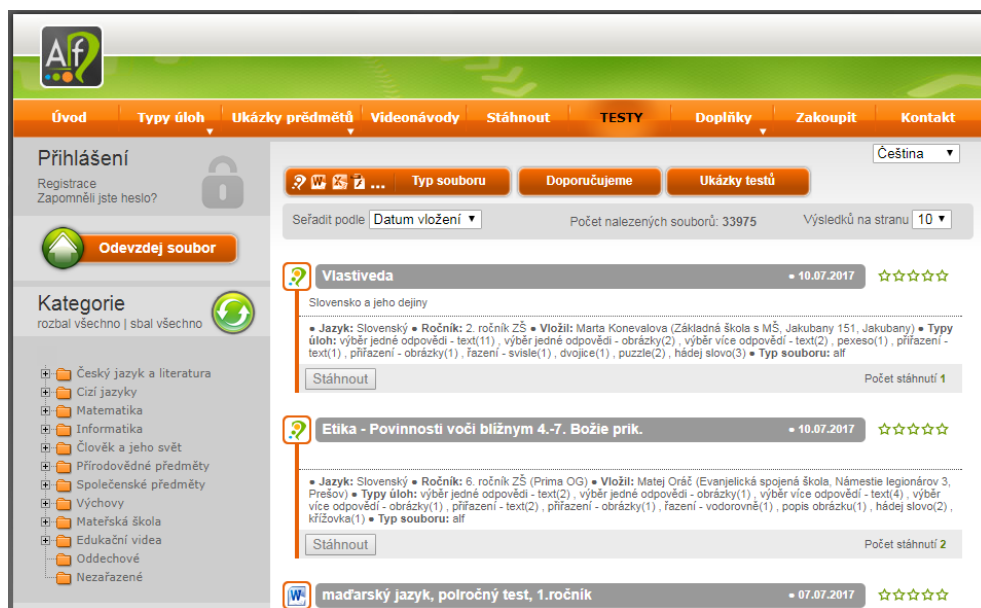 Alf
Úvod
Typy úloh
Ukázky předmětů
Videonávody
Stáhnout
TESTY
Doplňky
Zakoupit
Kontakt
Přihlášení
Registrace
Zapomněli jste heslo?
Čeština
... Typ souboru
Doporučujeme
Ukázky testů
Seřadit podle Datum vložení
Počet nalezených souborů: 33975
Výsledků na stranu 10
Odevzdej soubor
Kategorie
rozbal všechno | sbal všechno
Český jazyk a literatura
Cizí jazyky
Matematika
Informatika
Člověk a jeho svět
Přírodovědné předměty
Společenské předměty
Výchovy
Mateřská škola
Edukační videa
Oddechové
Nezařazené
Vlastiveda
● 10.07.2017
Slovensko a jeho dejiny
● Jazyk: Slovenský ● Ročník: 2. ročník ZŠ ● Vložil: Marta Konevalova (Základná škola s MŠ, Jakubany 151, Jakubany) ● Typy
úloh: výběr jedné odpovědi - text(11) , výběr jedné odpovědi - obrázky(2) , výběr více odpovědí - text(2) , pexeso(1) , přiřazení -
text(1) , přiřazení - obrázky(1) , řazení - svisle(1) , dvojice(1) , puzzle(2) , hádej slovo(3) ● Typ souboru: alf
Stáhnout
Počet stáhnutí 1
Etika - Povinnosti voči blížnym 4.-7. Božie prik.
● 10.07.2017
● Jazyk: Slovenský ● Ročník: 6. ročník ZŠ (Prima OG) ● Vložil: Matej Oráč (Evanjelická spojená škola, Námestie legionárov 3,
Prešov) ● Typy úloh: výběr jedné odpovědi - text(2) , výběr jedné odpovědi - obrázky(1) , výběr více odpovědí - text(4) , výběr
více odpovědí - obrázky(1) , přiřazení - text(2) , přiřazení - obrázky(1) , řazení - vodorovně(1) , popis obrázku(1) , hádej slovo(2) ,
křížovka(1) ● Typ souboru: alf
Stáhnout
Počet stáhnutí 2
maďarský jazyk, polročný test, 1.ročník
● 07.07.2017